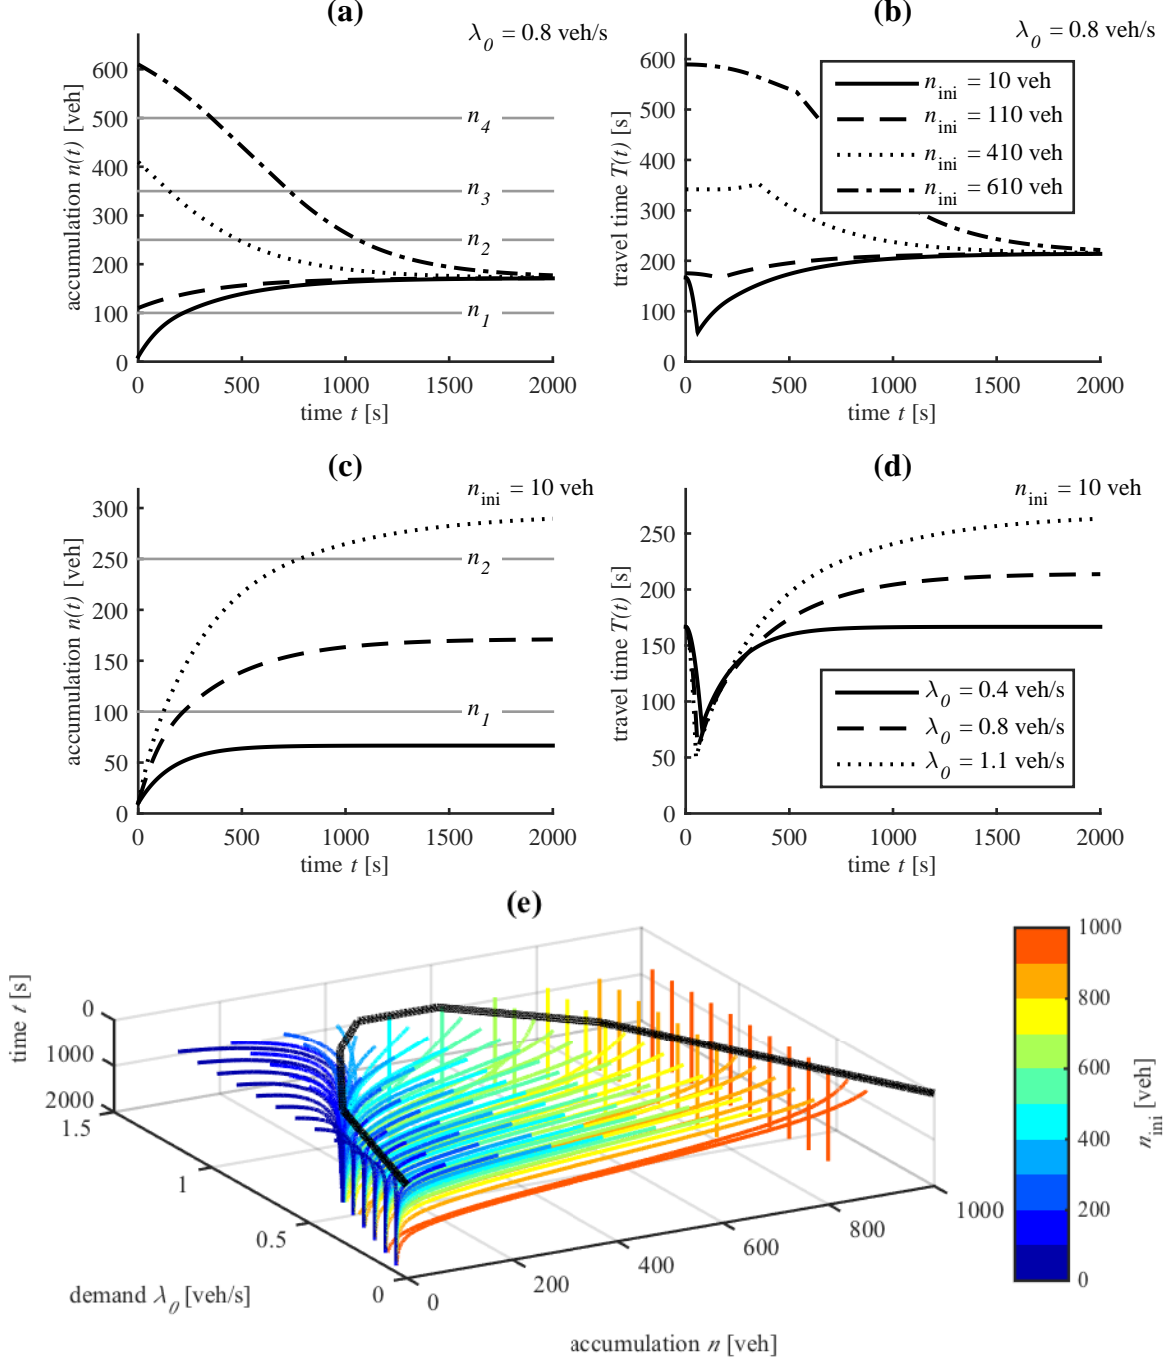 (a)
λ0 = 0.8 veh/s
accumulation n(t) [veh]
600
500
400
300
200
100
0
n4
n3
n2
n1
0 500 1000 1500 2000
time t [s]
(b)
λ0 = 0.8 veh/s
travel time T(t) [s]
600
500
400
300
200
100
0
nini = 10 veh
nini = 110 veh
nini = 410 veh
nini = 610 veh
0 500 1000 1500 2000
time t [s]
(c)
nini = 10 veh
accumulation n(t) [veh]
300
250
200
150
100
50
0
n2
n1
0 500 1000 1500 2000
time t [s]
(d)
nini = 10 veh
travel time T(t) [s]
250
200
150
100
50
0
λ0 = 0.4 veh/s
λ0 = 0.8 veh/s
λ0 = 1.1 veh/s
0 500 1000 1500 2000
time t [s]
(e)
time t [s]
0
1000
2000
1.5
1
0.5
0
demand λ0 [veh/s]
0
200
400
600
800
1000
accumulation n [veh]
1000
800
600
400
200
0
nini [veh]